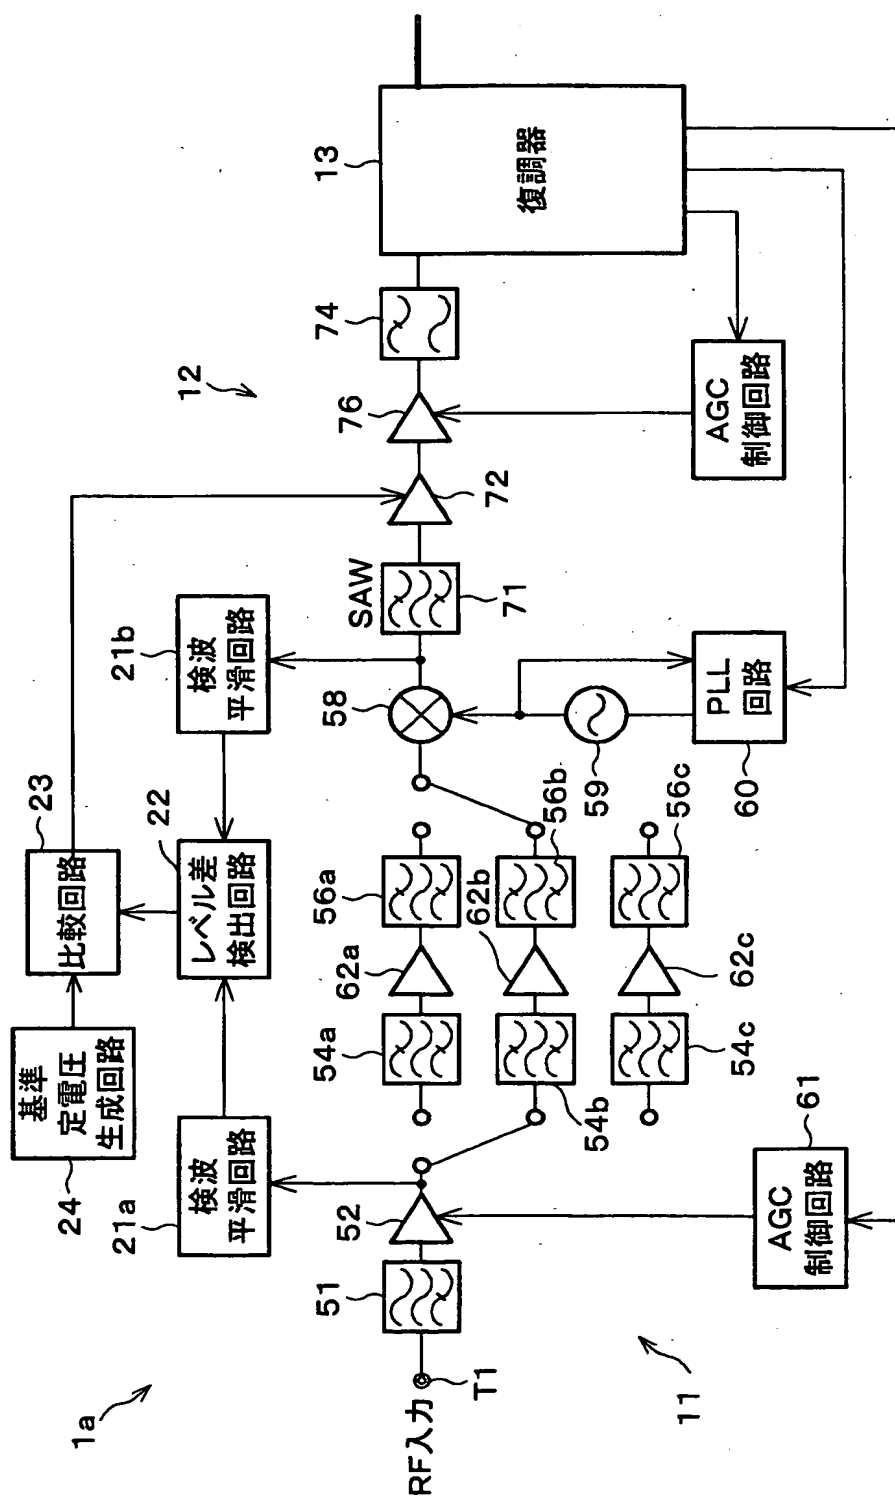 1a
RF入力
T1
11
51
52
21a
検波
平滑回路
24
基準
定電圧
生成回路
23
比較回路
22
レベル差
検出回路
21b
検波
平滑回路
54a
62a
56a
54b
62b
56b
54c
62c
56c
61
AGC
制御回路
58
59
60
PLL
回路
SAW
71
72
76
74
12
AGC
制御回路
13
復調器